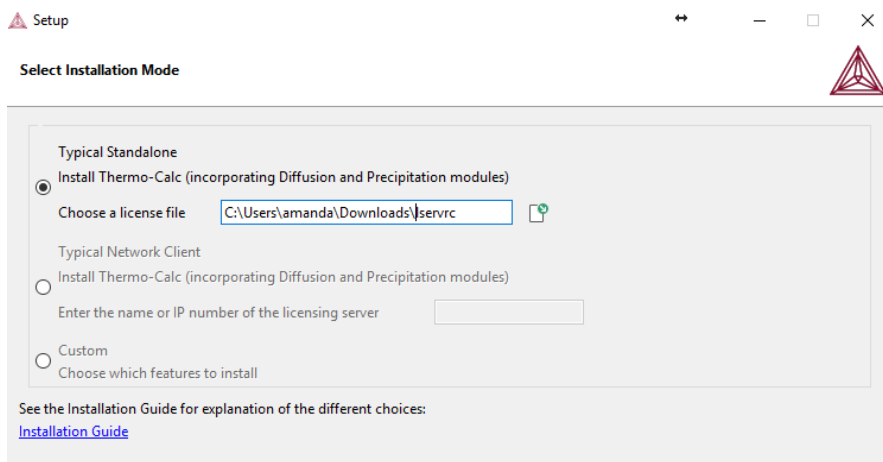 Setup
Select Installation Mode
Typical Standalone
Install Thermo-Calc (incorporating Diffusion and Precipitation modules)
Choose a license file C:\Users\amanda\Downloads\lservrc
Typical Network Client
Install Thermo-Calc (incorporating Diffusion and Precipitation modules)
Enter the name or IP number of the licensing server
Custom
Choose which features to install
See the Installation Guide for explanation of the different choices:
Installation Guide